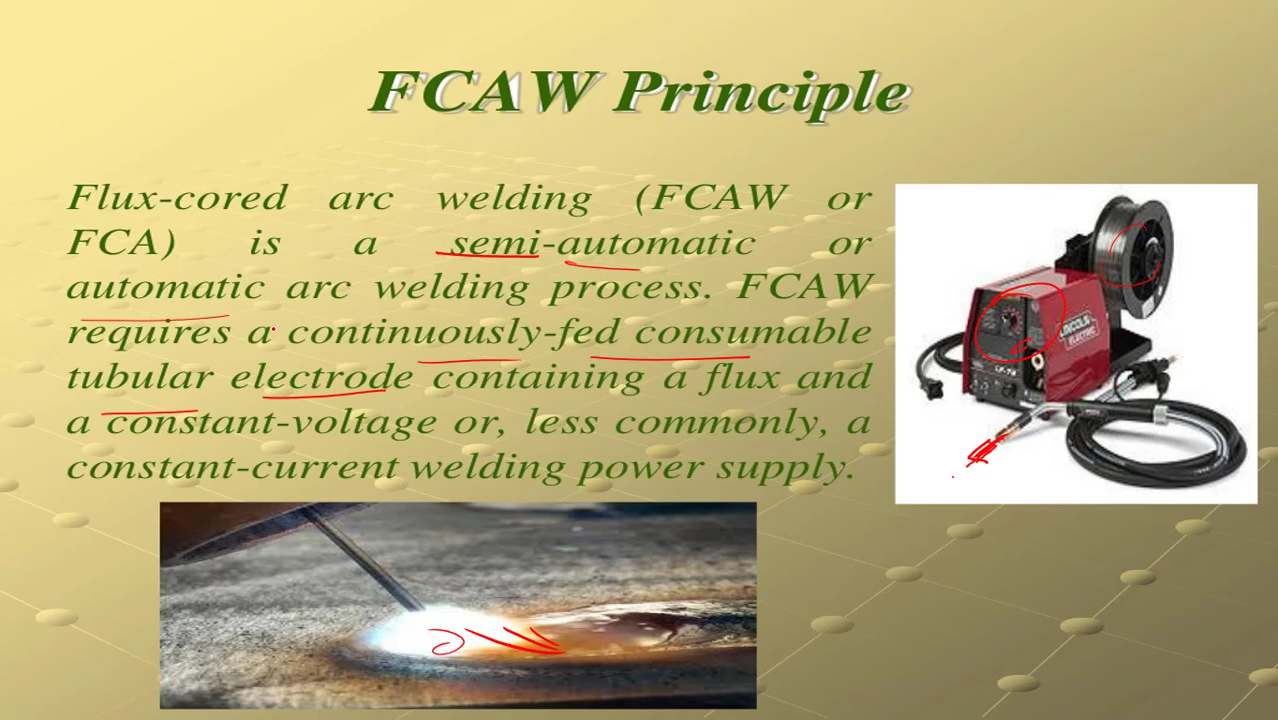 FCAW Principle
Flux-cored arc welding (FCAW or
FCA) is a semi-automatic or
automatic arc welding process. FCAW
requires a continuously-fed consumable
tubular electrode containing a flux and
a constant-voltage or, less commonly, a
constant-current welding power supply.
LINCOLN
ELECTRIC